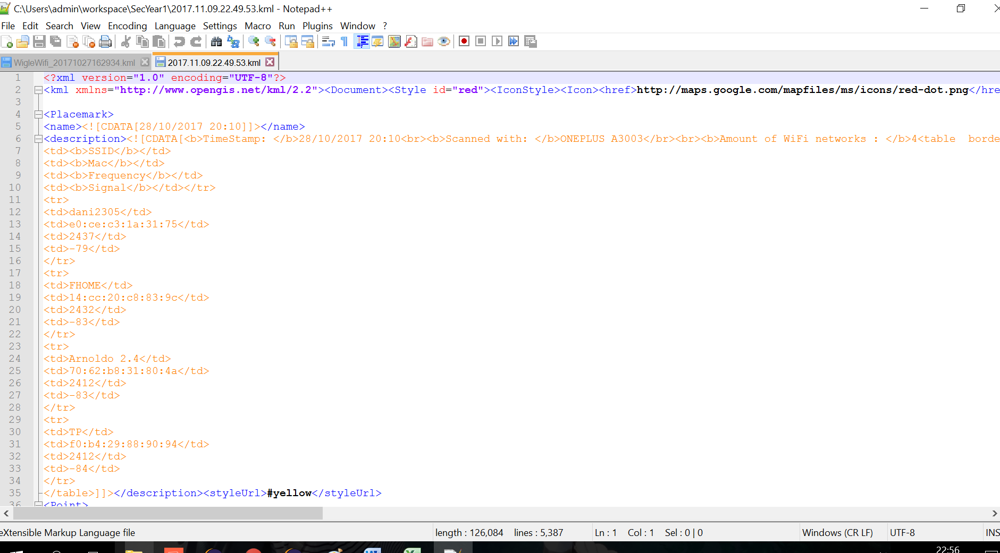 C:\Users\admin\workspace\SecYear1\2017.11.09.22.49.53.kml - Notepad++
File Edit Search View Encoding Language Settings Macro Run Plugins Window ?
WigleWifi_20171027162934.kml 2017.11.09.22.49.53.kml
1 <?xml version="1.0" encoding="UTF-8"?>
2 <kml xmlns="http://www.opengis.net/kml/2.2"><Document><Style id="red"><IconStyle><Icon><href>http://maps.google.com/mapfiles/ms/icons/red-dot.png</hre
3
4 <Placemark>
5 <name><![CDATA[28/10/2017 20:10]]></name>
6 <description><![CDATA[<b>TimeStamp: </b>28/10/2017 20:10<br><b>Scanned with: </b>ONEPLUS A3003</br><br><b>Amount of WiFi networks : </b>4<table  borde
7 <td><b>SSID</b></td>
8 <td><b>Mac</b></td>
9 <td><b>Frequency</b></td>
10 <td><b>Signal</b></td></tr>
11 <tr>
12 <td>dani2305</td>
13 <td>e0:ce:c3:1a:31:75</td>
14 <td>2437</td>
15 <td>-79</td>
16 </tr>
17 <tr>
18 <td>FHOME</td>
19 <td>14:cc:20:c8:83:9c</td>
20 <td>2432</td>
21 <td>-83</td>
22 </tr>
23 <tr>
24 <td>Arnoldo 2.4</td>
25 <td>70:62:b8:31:80:4a</td>
26 <td>2412</td>
27 <td>-83</td>
28 </tr>
29 <tr>
30 <td>TP</td>
31 <td>f0:b4:29:88:90:94</td>
32 <td>2412</td>
33 <td>-84</td>
34 </tr>
35 </table>]]></description><styleUrl>#yellow</styleUrl>
36 <Point>
eXtensible Markup Language file length : 126,084 lines : 5,387 Ln : 1 Col : 1 Sel : 0 | 0 Windows (CR LF) UTF-8 INS
22:56